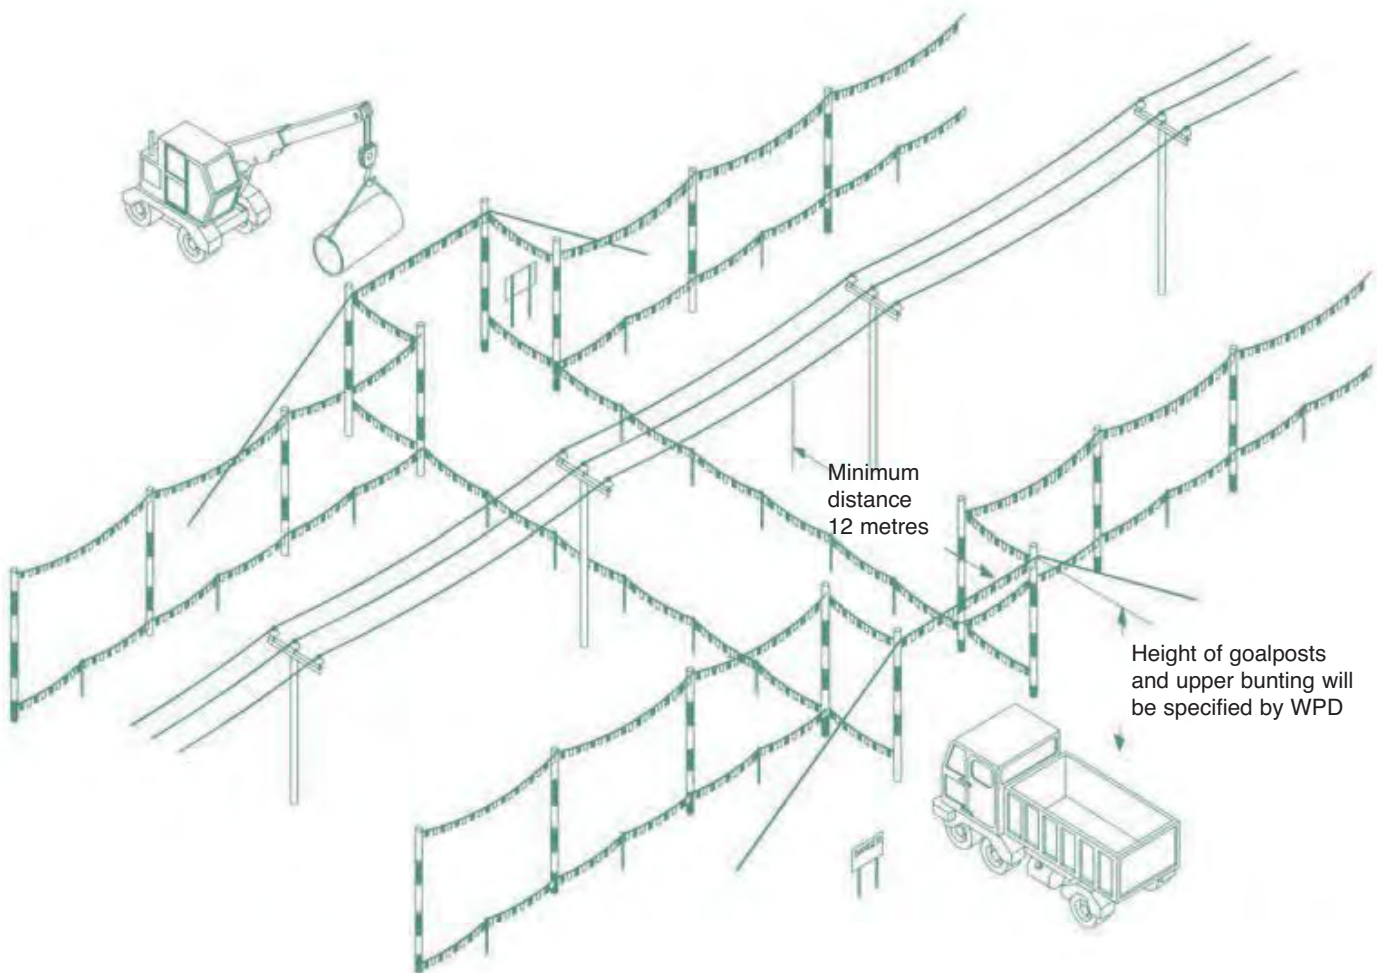 Minimum
distance
12 metres
Height of goalposts
and upper bunting will
be specified by WPD